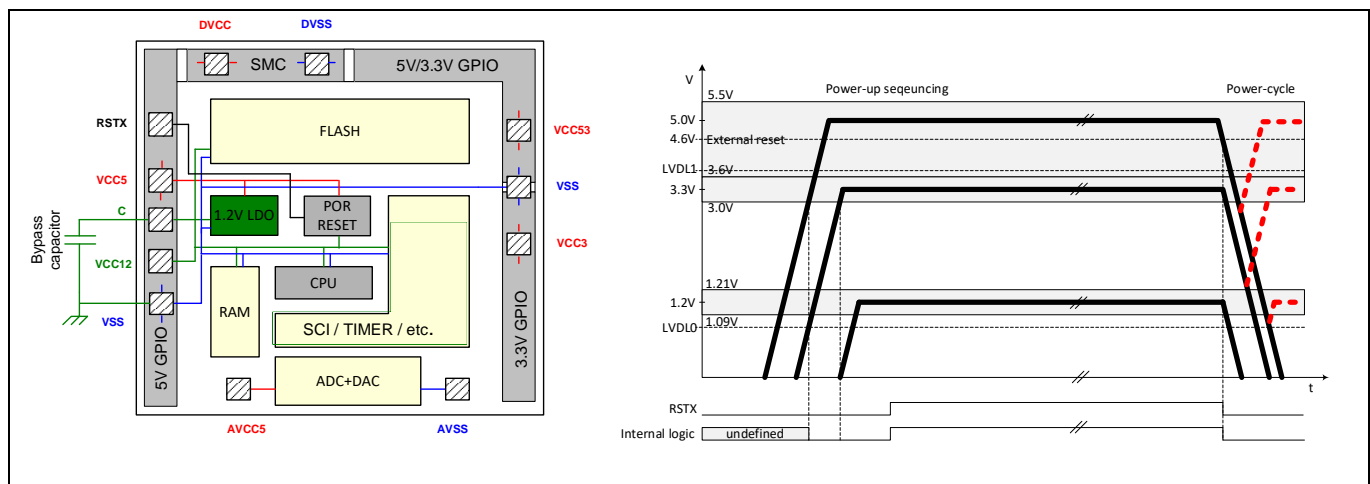 DVCC
DVSS
SMC
5V/3.3V GPIO
RSTX
FLASH
VCC53
VCC5
VSS
C
1.2V LDO
POR
RESET
Bypass
capacitor
VCC12
VCC3
CPU
RAM
VSS
SCI / TIMER / etc.
5V GPIO
3.3V GPIO
ADC+DAC
AVCC5
AVSS
V
Power-up seqeuncing
Power-cycle
5.5V
5.0V
4.6V
External reset
LVDL1
3.6V
3.3V
3.0V
1.21V
1.2V
LVDL0
1.09V
t
RSTX
Internal logic
undefined